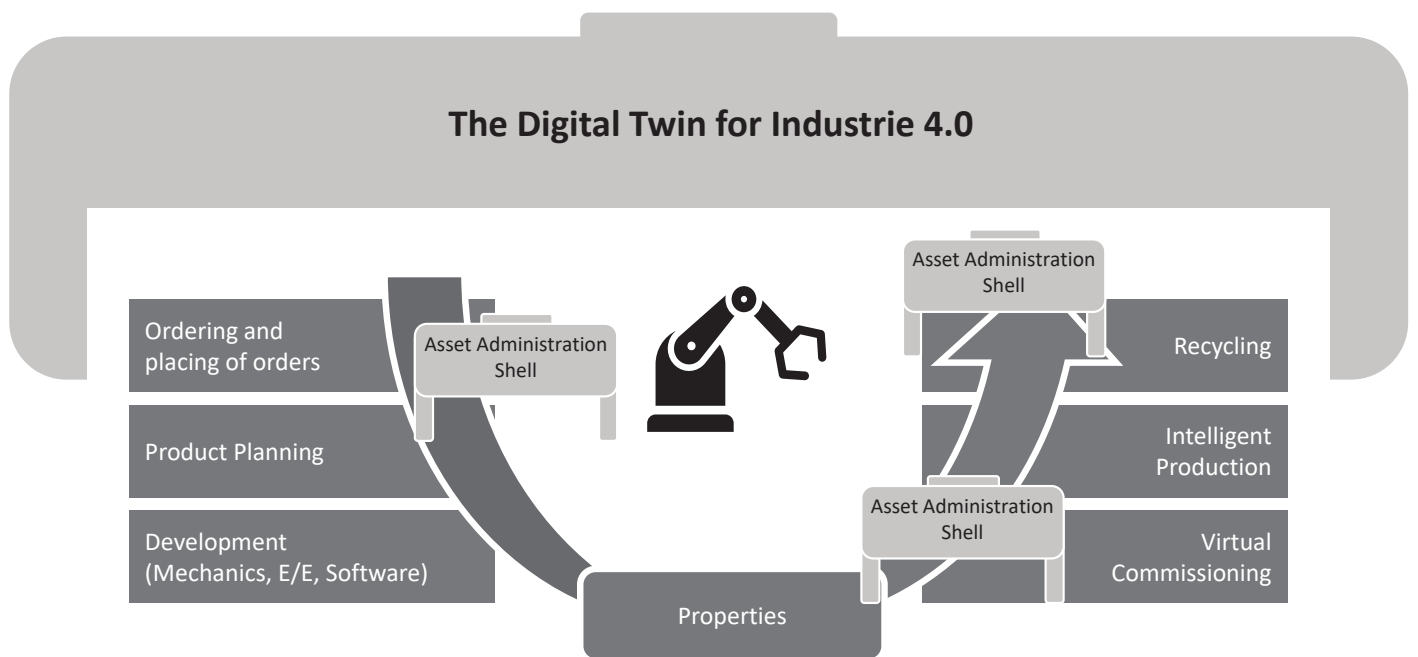 The Digital Twin for Industrie 4.0
Ordering and
placing of orders
Product Planning
Development
(Mechanics, E/E, Software)
Asset Administration
Shell
Properties
Asset Administration
Shell
Recycling
Intelligent
Production
Asset Administration
Shell
Virtual
Commissioning